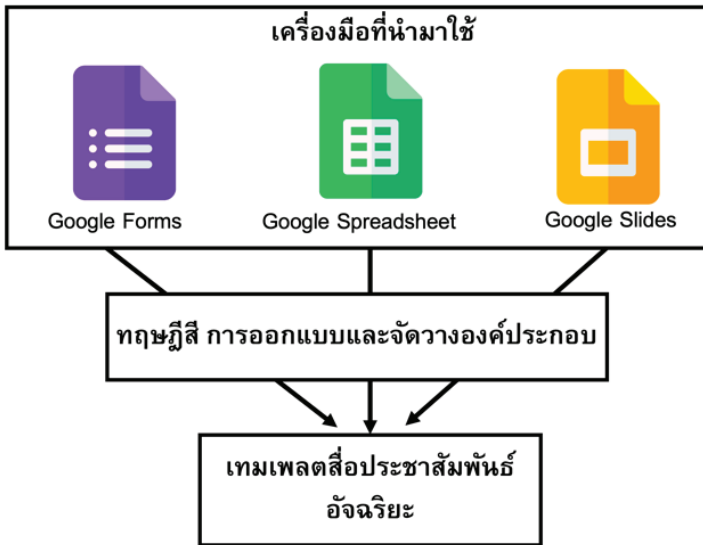 เครื่องมือที่นำมาใช้
Google Forms
Google Spreadsheet
Google Slides
ทฤษฎีสี การออกแบบและจัดวางองค์ประกอบ
เทมเพลตสื่อประชาสัมพันธ์
อัจฉริยะ